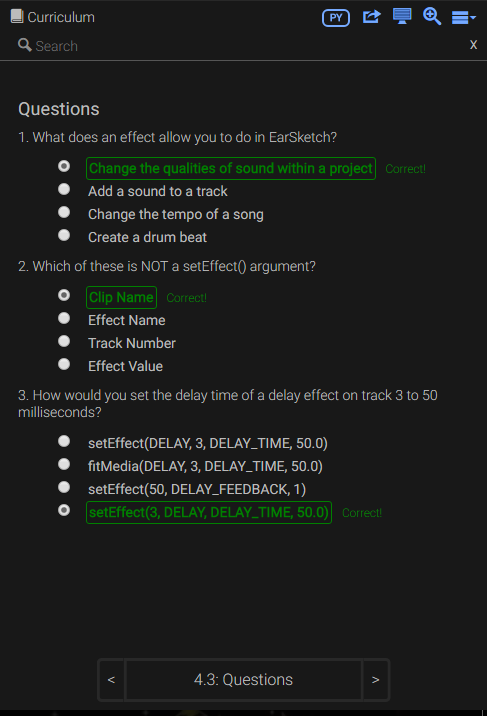 Curriculum
PY
Search
X
Questions
1. What does an effect allow you to do in EarSketch?
Change the qualities of sound within a project Correct!
Add a sound to a track
Change the tempo of a song
Create a drum beat
2. Which of these is NOT a setEffect() argument?
Clip Name Correct!
Effect Name
Track Number
Effect Value
3. How would you set the delay time of a delay effect on track 3 to 50
milliseconds?
setEffect(DELAY, 3, DELAY_TIME, 50.0)
fitMedia(DELAY, 3, DELAY_TIME, 50.0)
setEffect(50, DELAY_FEEDBACK, 1)
setEffect(3, DELAY, DELAY_TIME, 50.0) Correct!
< 4.3: Questions >